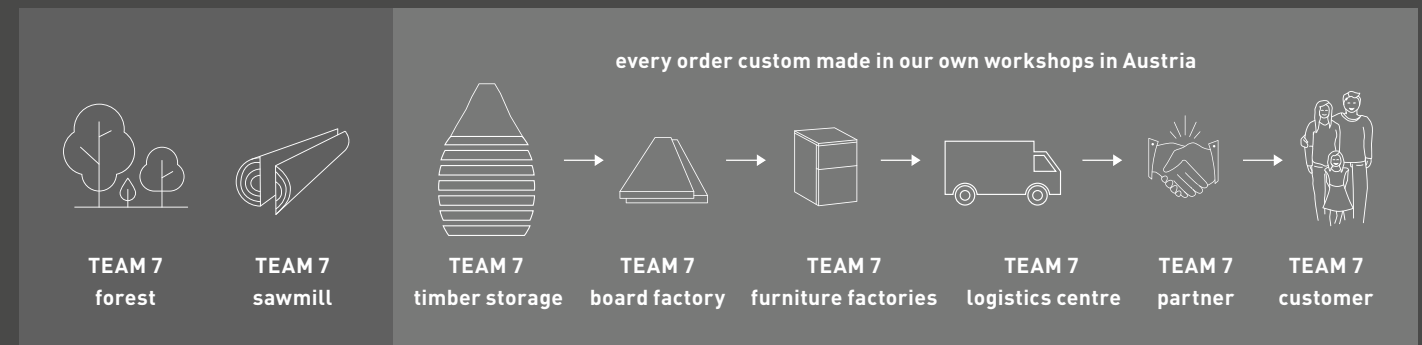 every order custom made in our own workshops in Austria
TEAM 7
forest
TEAM 7
sawmill
TEAM 7
timber storage
TEAM 7
board factory
TEAM 7
furniture factories
TEAM 7
logistics centre
TEAM 7
partner
TEAM 7
customer